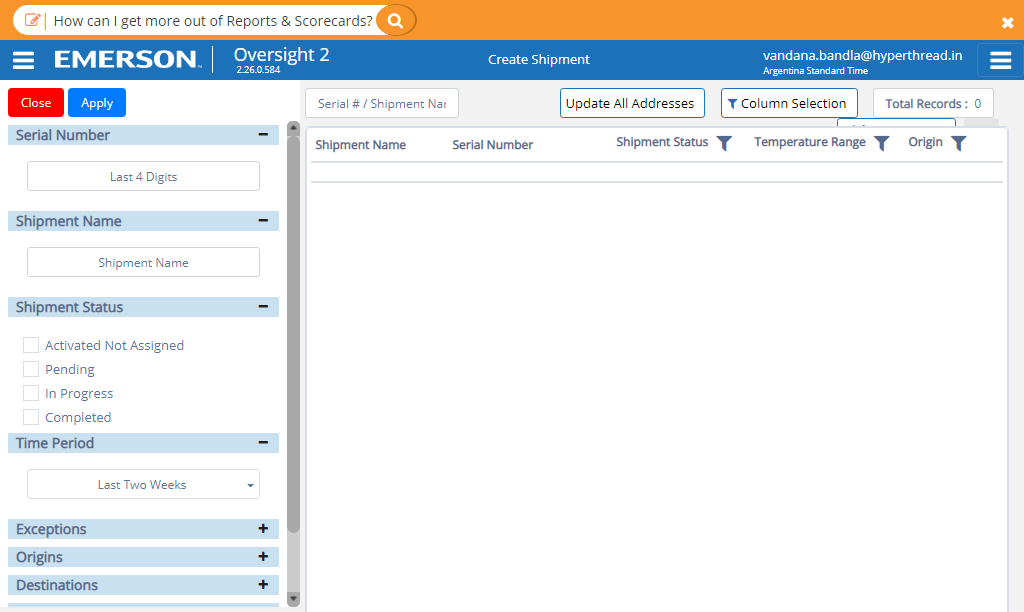 How can I get more out of Reports & Scorecards?
EMERSON™
Oversight 2
2.26.0.584
Create Shipment
vandana.bandla@hyperthread.in
Argentina Standard Time
Close
Apply
Serial # / Shipment Nar
Update All Addresses
Column Selection
Total Records : 0
Serial Number
Last 4 Digits
Shipment Name
Shipment Name
Shipment Status
Activated Not Assigned
Pending
In Progress
Completed
Time Period
Last Two Weeks
Exceptions
Origins
Destinations
Shipment Name
Serial Number
Shipment Status
Temperature Range
Origin